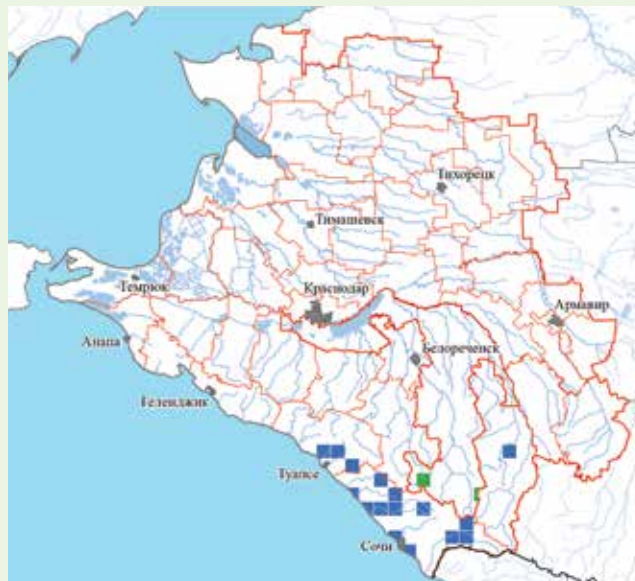 Тихорецк
Тимашевск
Темрюк
Краснодар
Армавир
Анапа
Белореченск
Геленджик
Туапсе
Сочи